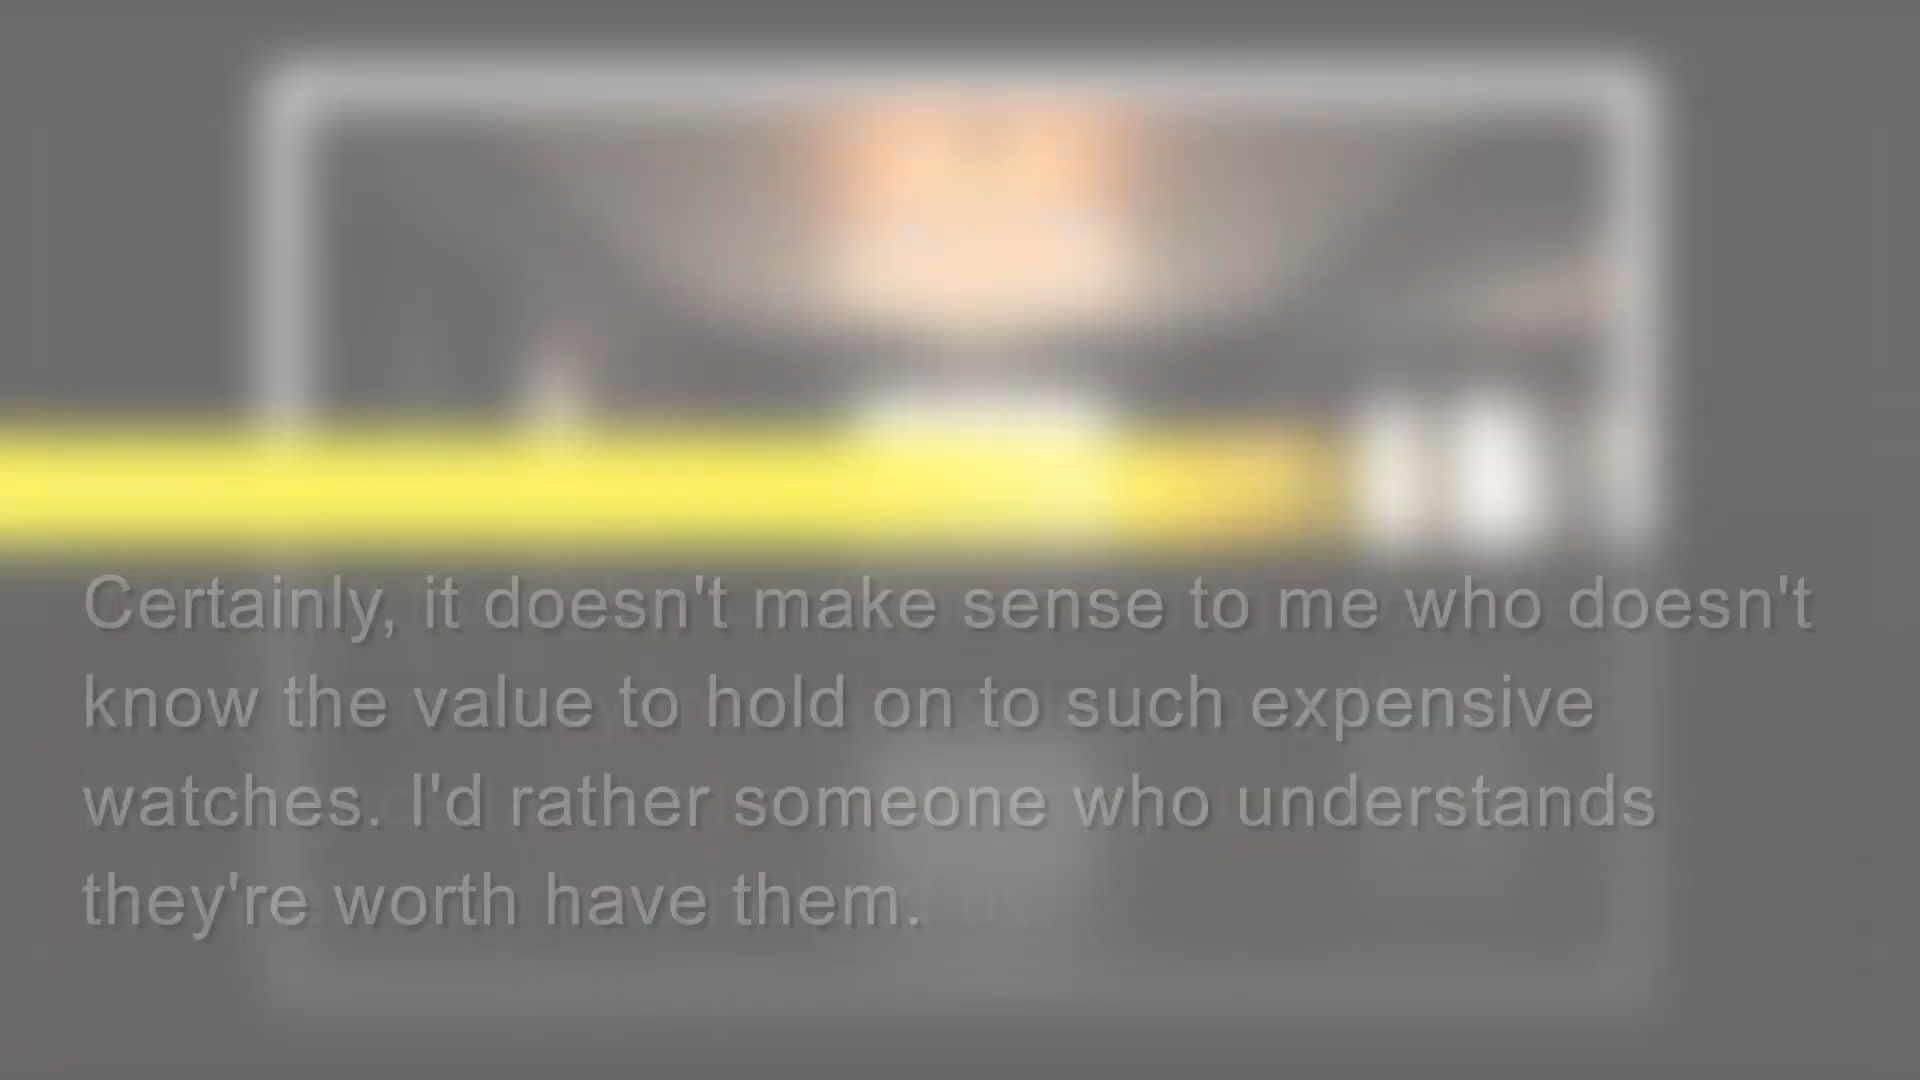 Certainly, it doesn't make sense to me who doesn't
know the value to hold on to such expensive
watches. I'd rather someone who understands
they're worth have them.